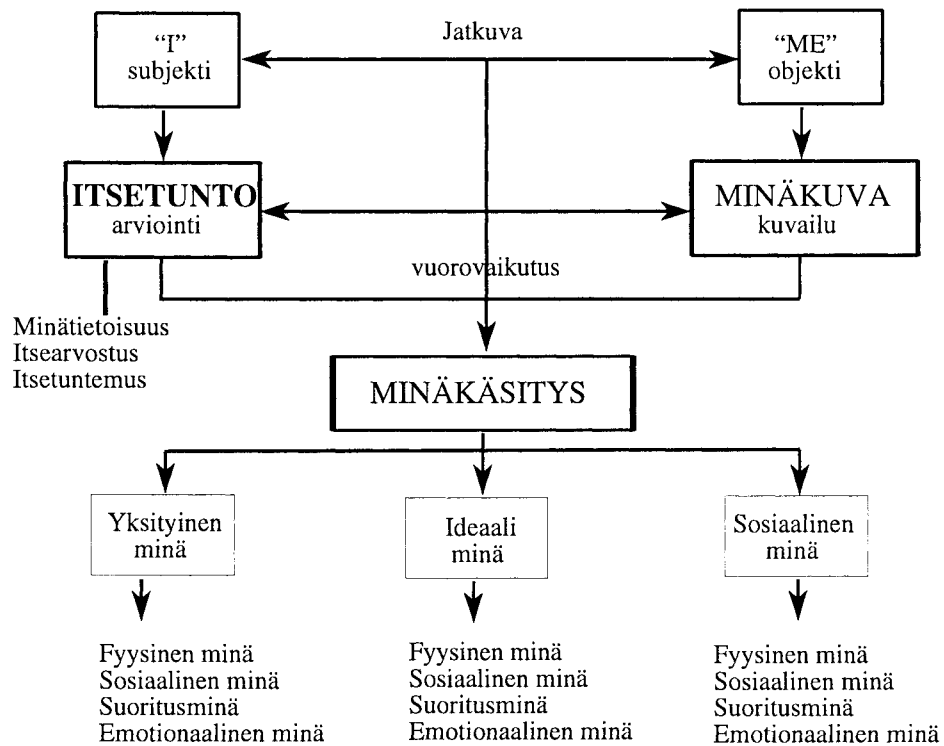 “I”
subjekti
Jatkuva
“ME”
objekti
ITSETUNTO
arviointi
MINÄKUVA
kuvailu
vuorovaikutus
Minätietoisuus
Itsearvostus
Itsetuntemus
MINÄKÄSITYS
Yksityinen
minä
Ideaali
minä
Sosiaalinen
minä
Fyysinen minä
Sosiaalinen minä
Suoritusminä
Emotionaalinen minä
Fyysinen minä
Sosiaalinen minä
Suoritusminä
Emotionaalinen minä
Fyysinen minä
Sosiaalinen minä
Suoritusminä
Emotionaalinen minä